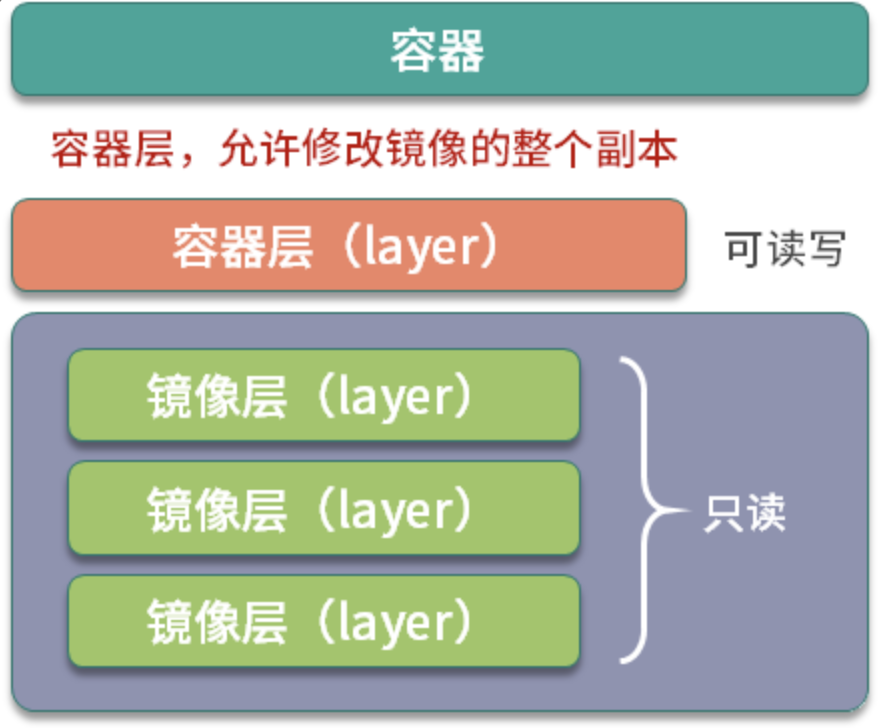 容器
容器层，允许修改镜像的整个副本
容器层（layer）
可读写
镜像层（layer）
镜像层（layer）
只读
镜像层（layer）